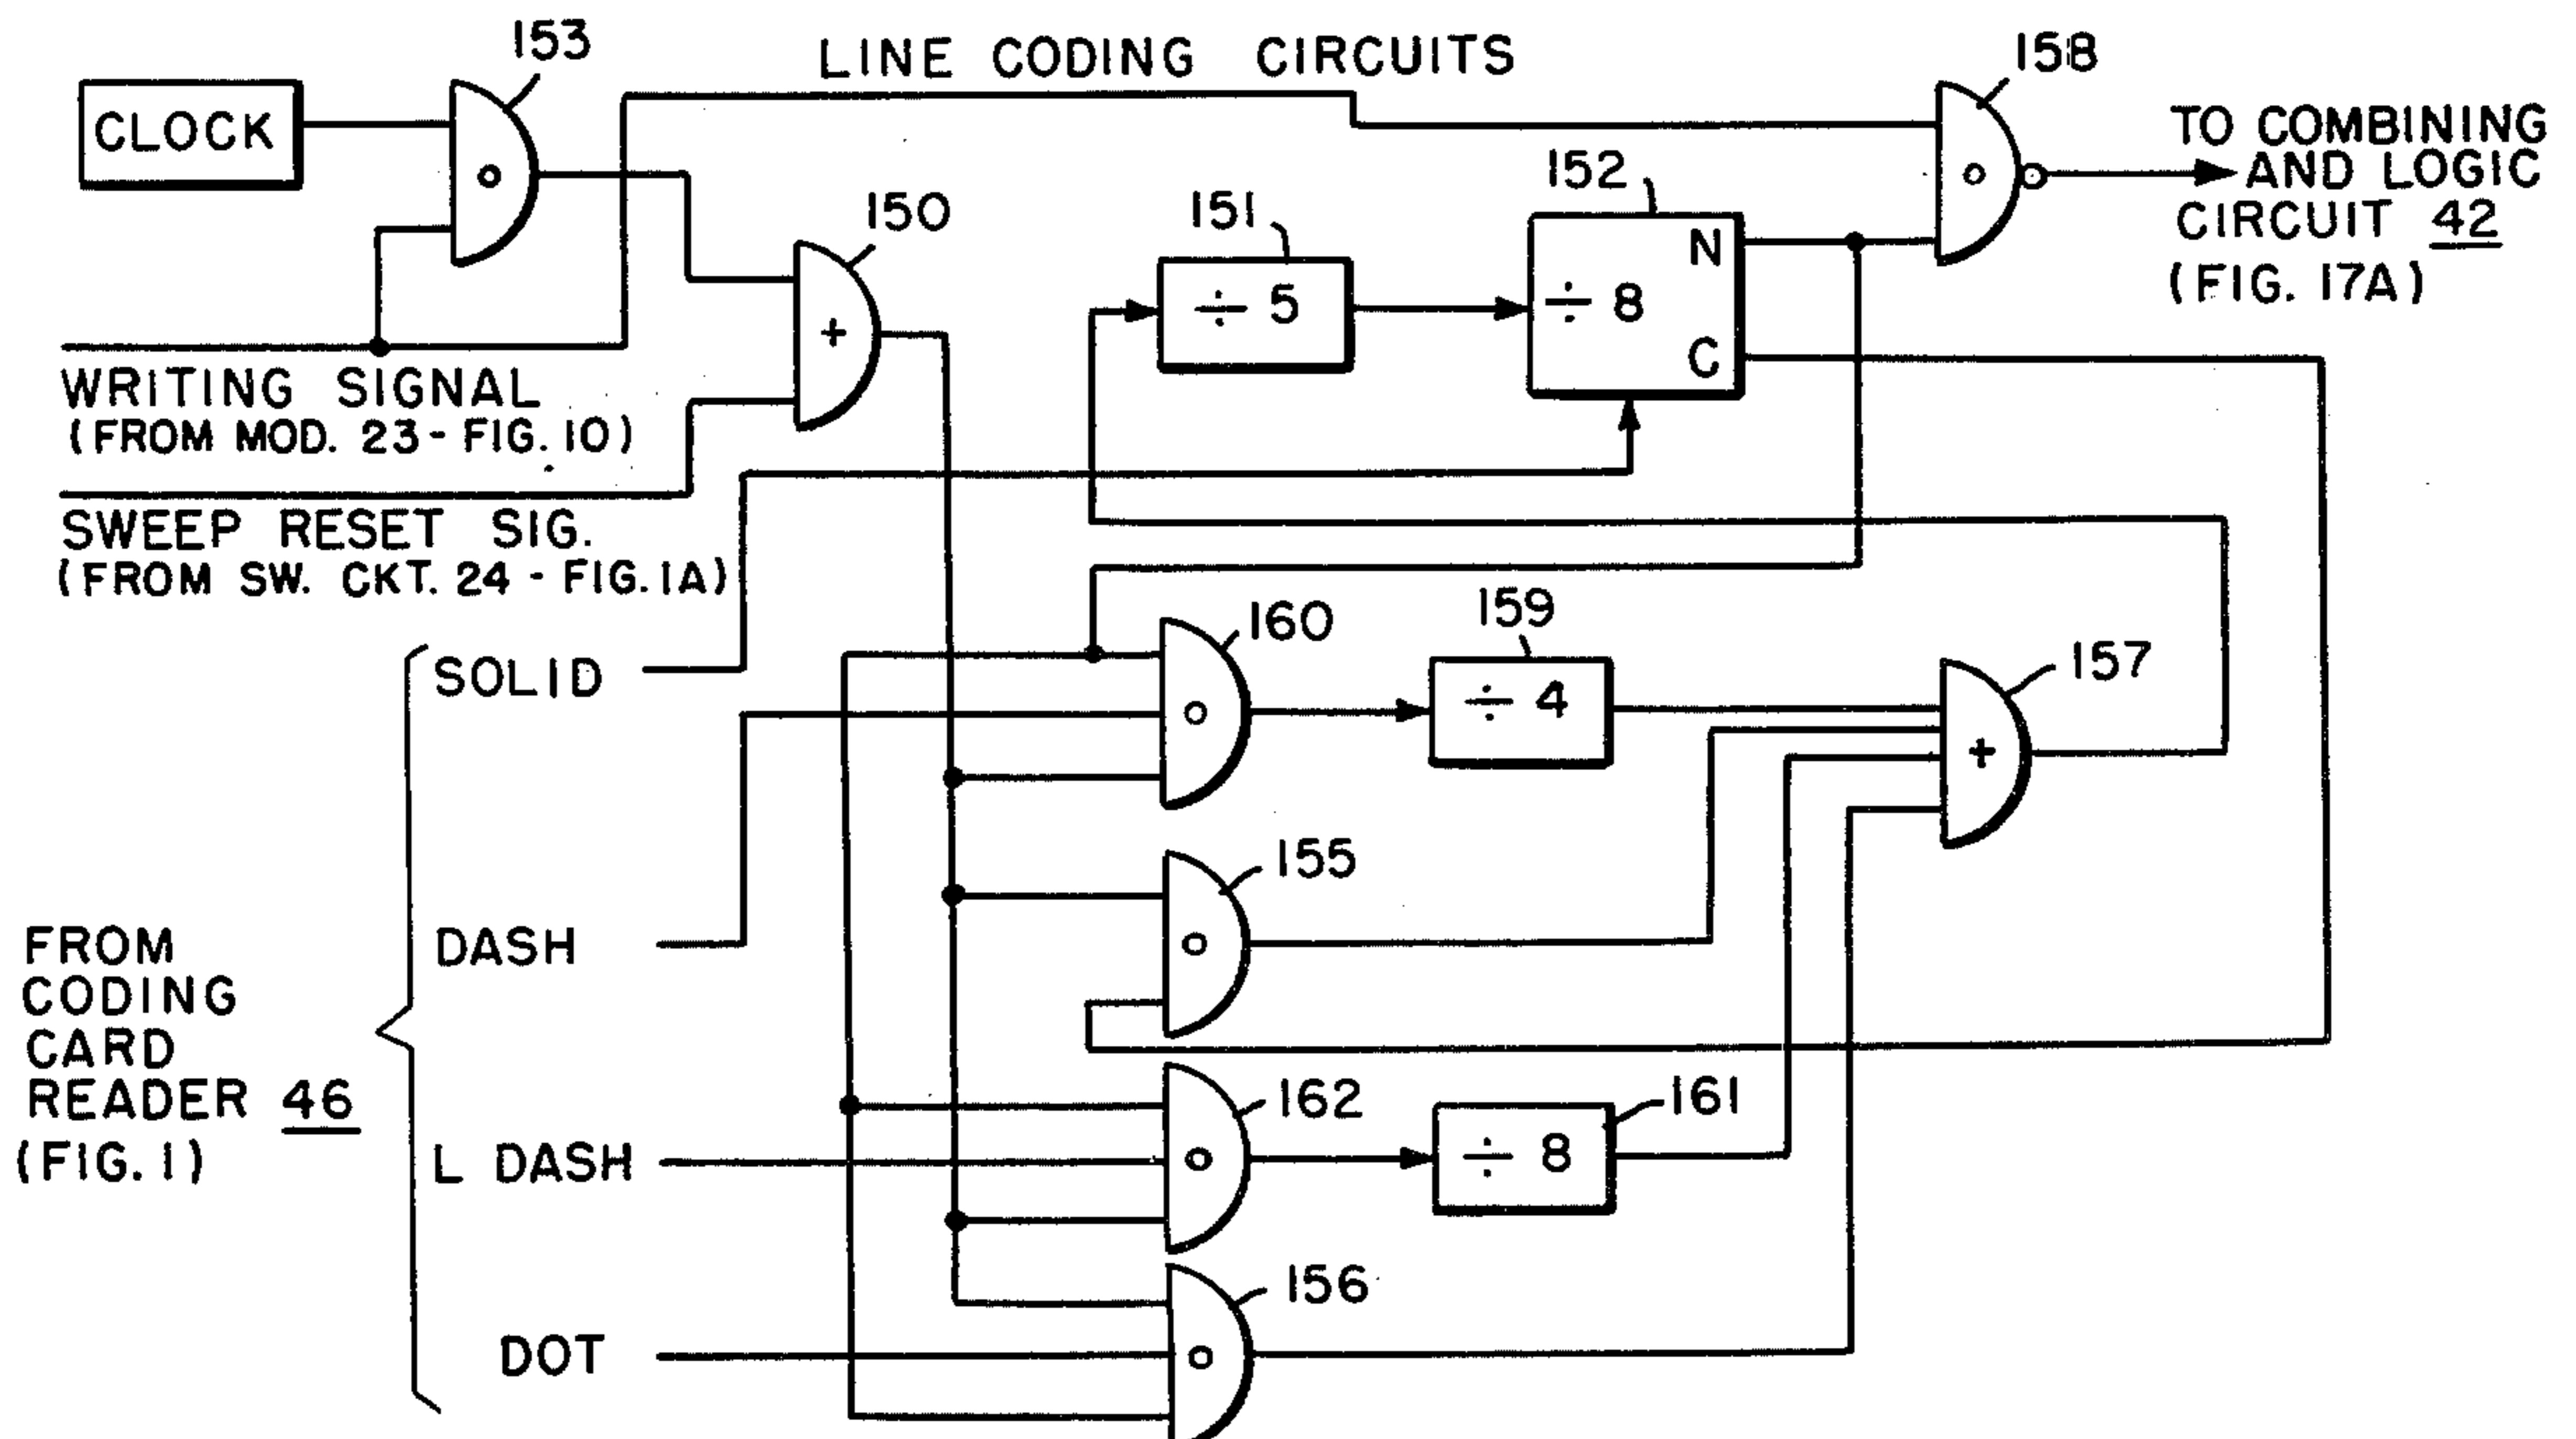 LINE CODING CIRCUITS
153
CLOCK
158
TO COMBINING
AND LOGIC
CIRCUIT 42
(FIG. 17A)
150
151
152
÷ 5
÷ 8
N
C
+
WRITING SIGNAL
(FROM MOD. 23 - FIG. 10)
SWEEP RESET SIG.
(FROM SW. CKT. 24 - FIG. 1A)
160
159
÷ 4
157
+
SOLID
155
DASH
FROM
CODING
CARD
READER 46
(FIG. 1)
162
161
L DASH
÷ 8
156
DOT